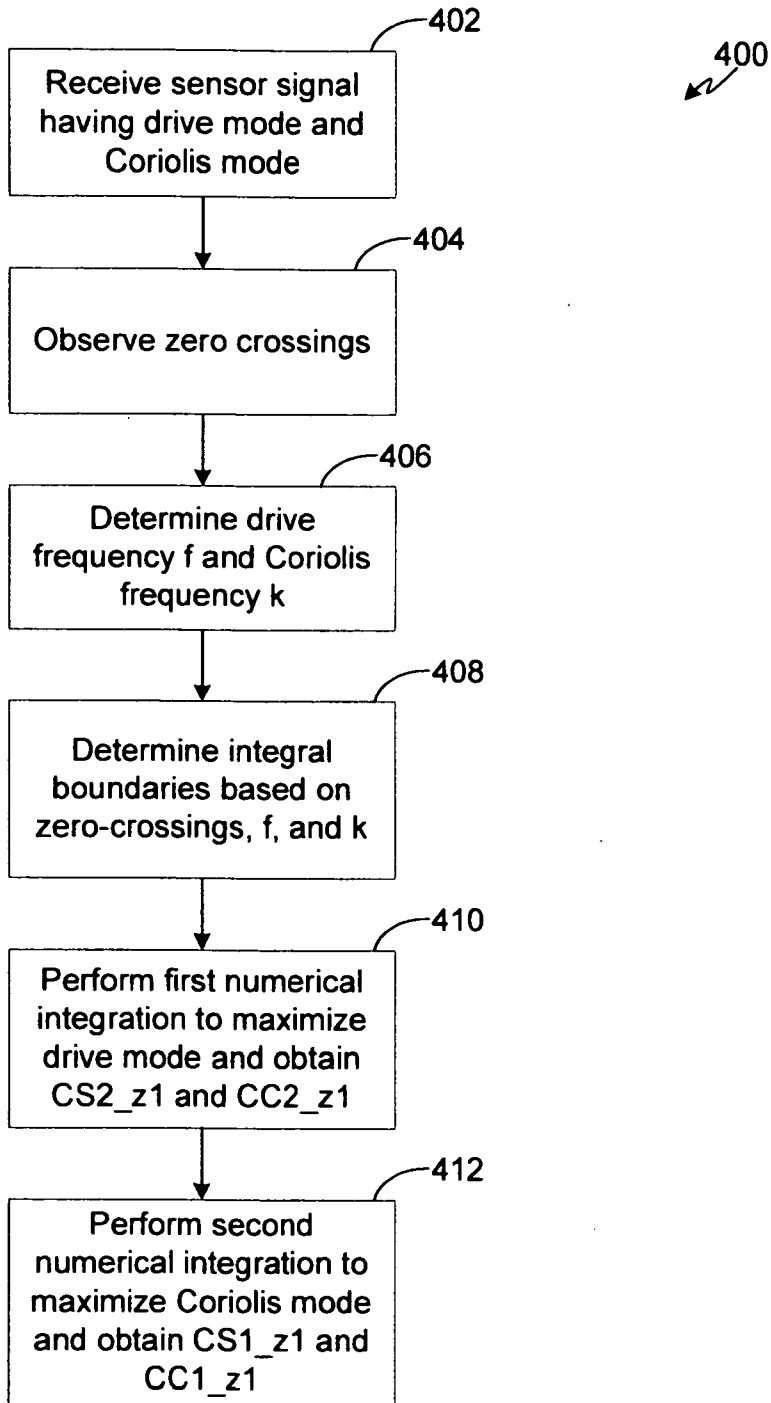 402
400
Receive sensor signal
having drive mode and
Coriolis mode
404
Observe zero crossings
406
Determine drive
frequency f and Coriolis
frequency k
408
Determine integral
boundaries based on
zero-crossings, f, and k
410
Perform first numerical
integration to maximize
drive mode and obtain
CS2_z1 and CC2_z1
412
Perform second
numerical integration to
maximize Coriolis mode
and obtain CS1_z1 and
CC1_z1